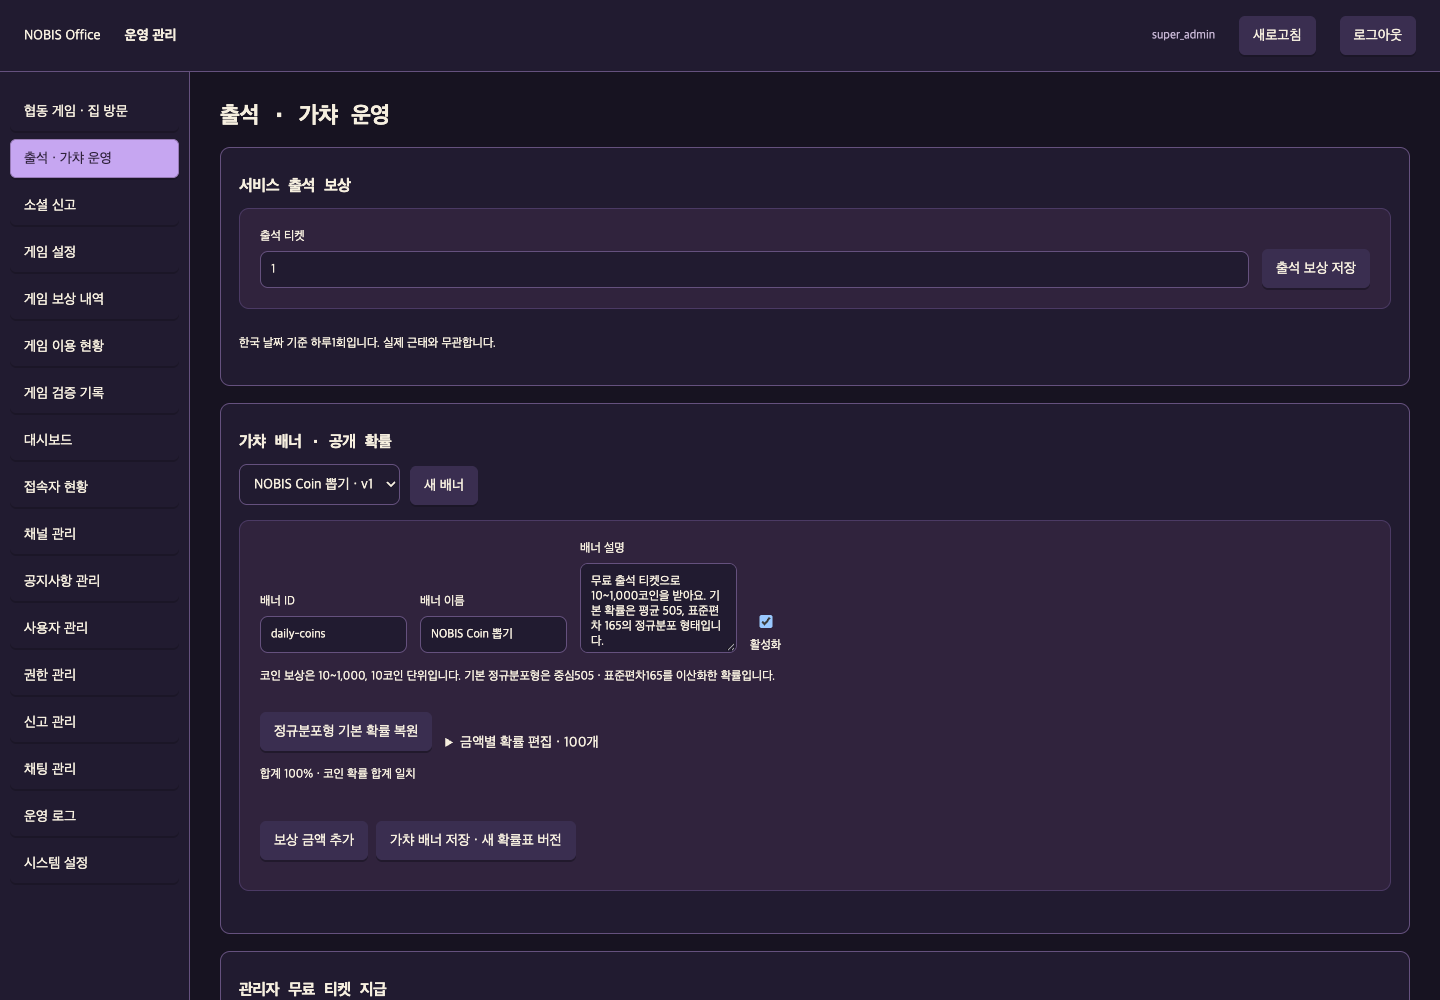 NOBIS Office 운영 관리
super_admin
새로고침
로그아웃
협동 게임 · 집 방문
출석 · 가챠 운영
소셜 신고
게임 설정
게임 보상 내역
게임 이용 현황
게임 검증 기록
대시보드
접속자 현황
채널 관리
공지사항 관리
사용자 관리
권한 관리
신고 관리
채팅 관리
운영 로그
시스템 설정
출석 · 가챠 운영
서비스 출석 보상
출석 티켓
1
출석 보상 저장
한국 날짜 기준 하루1회입니다. 실제 근태와 무관합니다.
가챠 배너 · 공개 확률
NOBIS Coin 뽑기 · v1
새 배너
배너 ID
daily-coins
배너 이름
NOBIS Coin 뽑기
배너 설명
무료 출석 티켓으로
10~1,000코인을 받아요. 기
본 확률은 평균 505, 표준편
차 165의 정규분포 형태입니
다.
활성화
코인 보상은 10~1,000, 10코인 단위입니다. 기본 정규분포형은 중심505 · 표준편차165를 이산화한 확률입니다.
정규분포형 기본 확률 복원
▶ 금액별 확률 편집 · 100개
합계 100% · 코인 확률 합계 일치
보상 금액 추가
가챠 배너 저장 · 새 확률표 버전
관리자 무료 티켓 지급